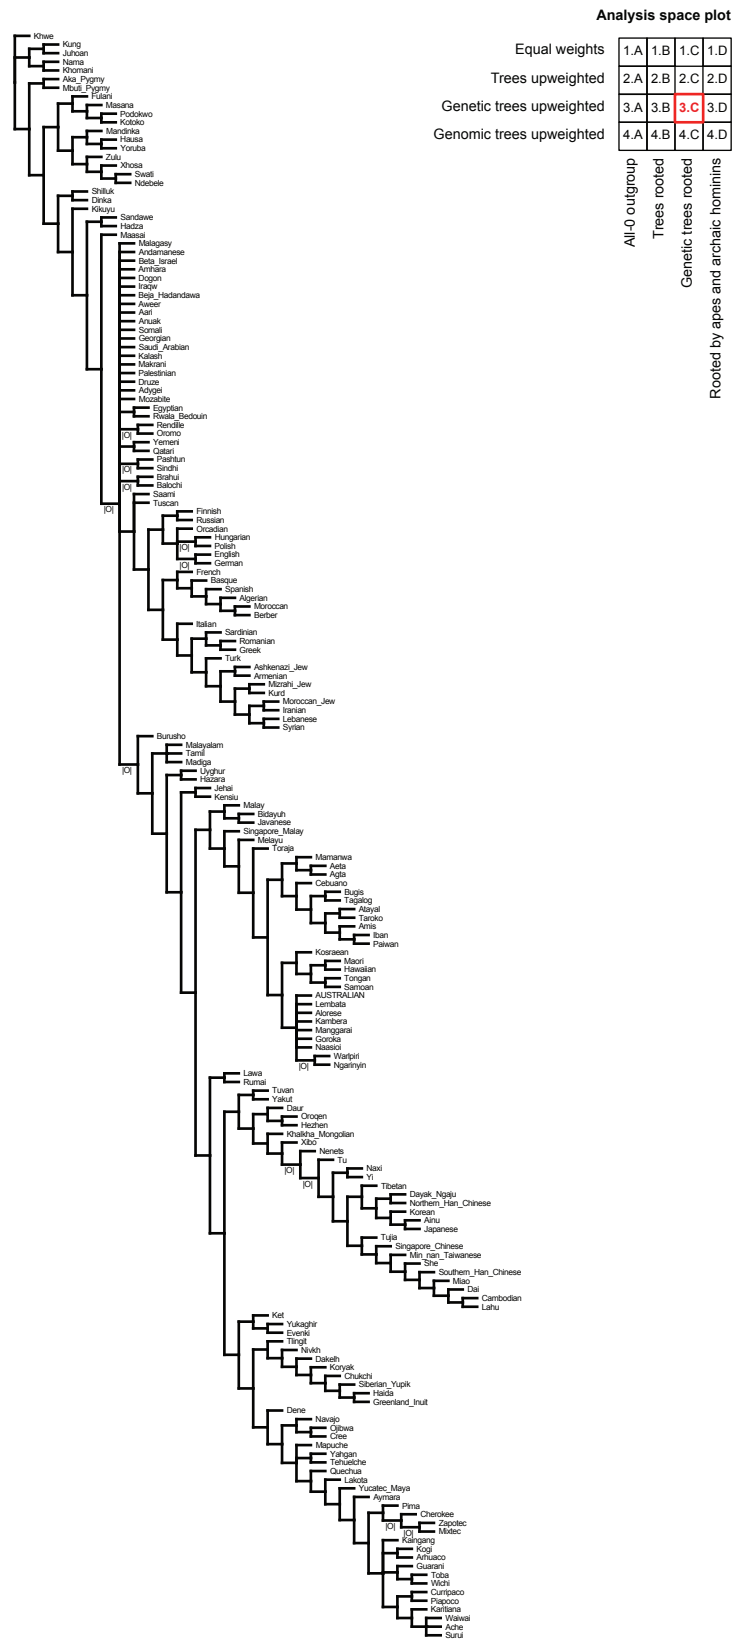 Analysis space plot
Equal weights
1.A 1.B 1.C 1.D
Trees upweighted
2.A 2.B 2.C 2.D
Genetic trees upweighted
3.A 3.B 3.C 3.D
Genomic trees upweighted
4.A 4.B 4.C 4.D
All-0 outgroup
Trees rooted
Genetic trees rooted
Rooted by apes and archaic hominins
Khwe
Kung
Juhoan
Nama
Khomani
Aka_Pygmy
Mbuti_Pygmy
Fulani
Masana
Podokwo
Kotoko
Mandinka
Hausa
Yoruba
Zulu
Xhosa
Swati
Ndebele
Shilluk
Dinka
Kikuyu
Sandawe
Hadza
Maasai
Malagasy
Andamanese
Beta_Israel
Amhara
Dogon
Iraqw
Beja_Hadandawa
Aweer
Aari
Anuak
Somali
Georgian
Saudi_Arabian
Kalash
Makrani
Palestinian
Druze
Adygei
Mozabite
Egyptian
Rwala_Bedouin
Rendille
|O| Oromo
Yemeni
Qatari
Pashtun
|O| Sindhi
Brahui
|O| Balochi
Saami
Tuscan
|O|
Finnish
Russian
Orcadian
Hungarian
|O| Polish
English
|O| German
French
Basque
Spanish
Algerian
Moroccan
Berber
Italian
Sardinian
Romanian
Greek
Turk
Ashkenazi_Jew
Armenian
Mizrahi_Jew
Kurd
Moroccan_Jew
Iranian
Lebanese
Syrian
Burusho
Malayalam
Tamil
Madiga
|O|
Uyghur
Hazara
Jehai
Kensiu
Malay
Bidayuh
Javanese
Singapore_Malay
Melayu
Toraja
Mamanwa
Aeta
Agta
Cebuano
Bugis
Tagalog
Atayal
Taroko
Amis
Iban
Paiwan
Kosraean
Maori
Hawaiian
Tongan
Samoan
AUSTRALIAN
Lembata
Alorese
Kambera
Manggarai
Goroka
Naasioi
Warlpiri
|O| Ngarinyin
Lawa
Rumai
Tuvan
Yakut
Daur
Oroqen
Hezhen
Khalkha_Mongolian
Xibo
Nenets
Tu
|O|
Naxi
Yi
|O|
Tibetan
Dayak_Ngaju
Northern_Han_Chinese
Korean
Ainu
Japanese
Tujia
Singapore_Chinese
Min_nan_Taiwanese
She
Southern_Han_Chinese
Miao
Dai
Cambodian
Lahu
Ket
Yukaghir
Evenki
Tlingit
Nivkh
Dakelh
Koryak
Chukchi
Siberian_Yupik
Haida
Greenland_Inuit
Dene
Navajo
Ojibwa
Cree
Mapuche
Yahgan
Tehuelche
Quechua
Lakota
Yucatec_Maya
Aymara
Pima
Cherokee
Zapotec
|O| |O| Mixtec
Kaingang
Kogi
Arhuaco
Guarani
Toba
Wichi
Curripaco
Piapoco
Karitiana
Waiwai
Ache
Surui